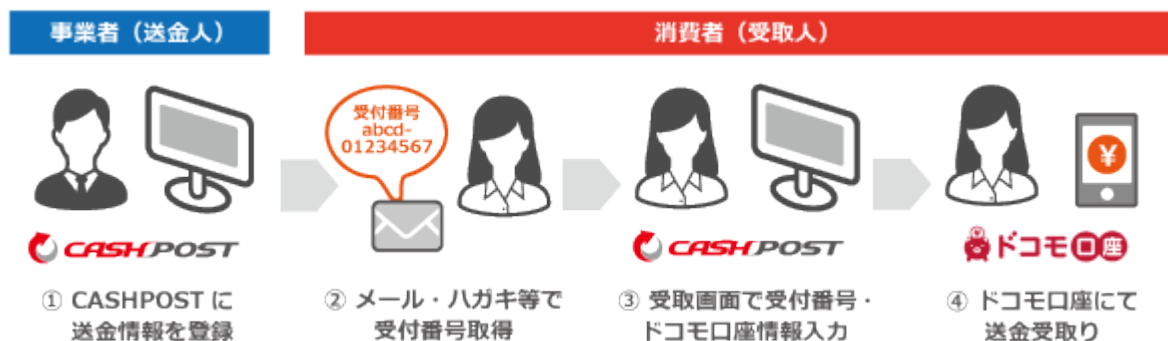 事業者（送金人）
消費者（受取人）
受付番号
abcd-
01234567
¥
CASHPOST
CASHPOST
ドコモ口座
① CASHPOST に
送金情報を登録
② メール・ハガキ等で
受付番号取得
③ 受取画面で受付番号・
ドコモ口座情報入力
④ ドコモ口座にて
送金受取り